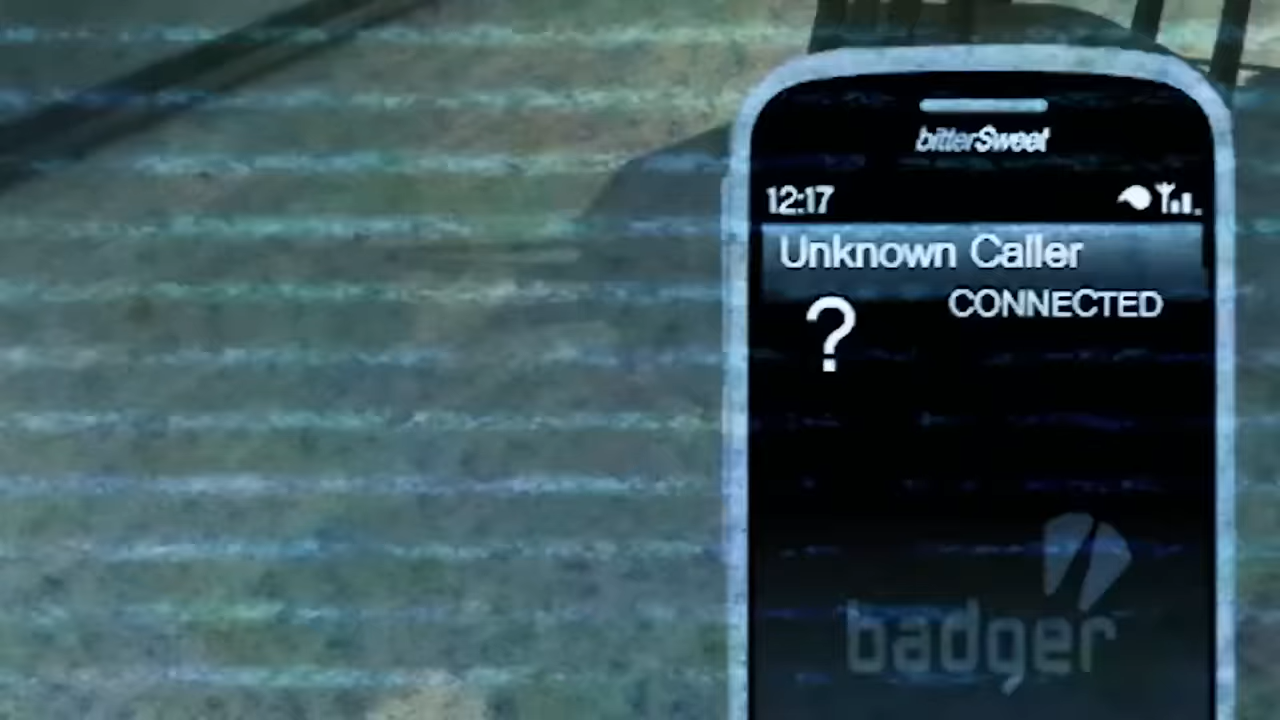 bitterSweet
12:17
Unknown Caller
CONNECTED
?
badger